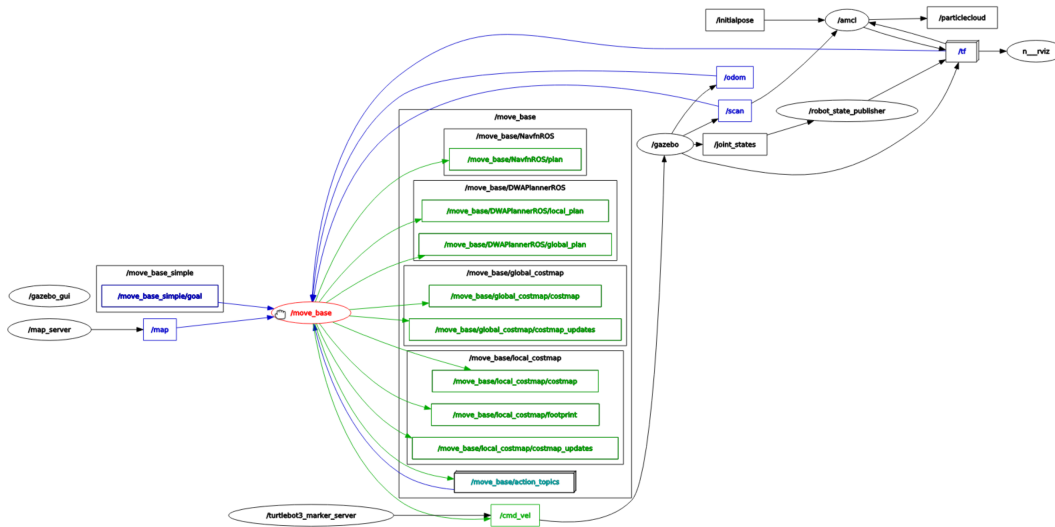 /initialpose
/amcl
/particlecloud
/tf
n__rviz
/odom
/scan
/robot_state_publisher
/gazebo
/joint_states
/move_base
/move_base/NavfnROS
/move_base/NavfnROS/plan
/move_base/DWAPlannerROS
/move_base/DWAPlannerROS/local_plan
/move_base/DWAPlannerROS/global_plan
/move_base/global_costmap
/move_base/global_costmap/costmap
/move_base/global_costmap/costmap_updates
/move_base/local_costmap
/move_base/local_costmap/costmap
/move_base/local_costmap/footprint
/move_base/local_costmap/costmap_updates
/move_base/action_topics
/move_base_simple
/move_base_simple/goal
/gazebo_gui
/map_server
/map
/move_base
/turtlebot3_marker_server
/cmd_vel